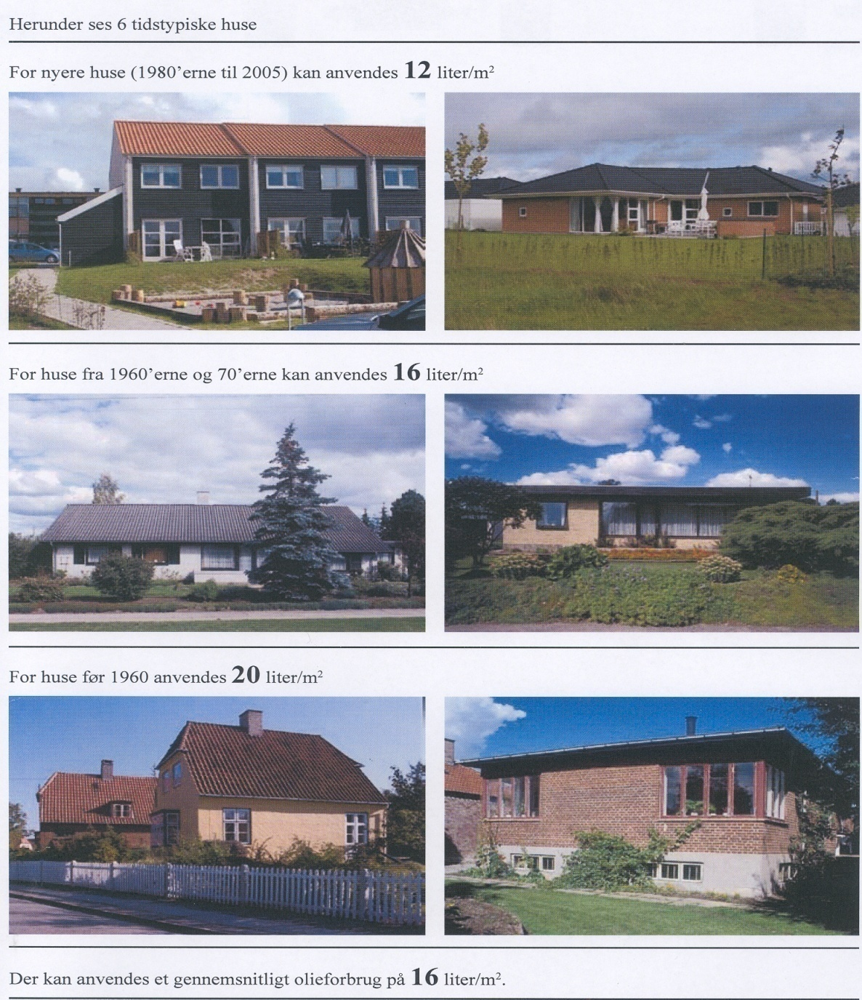 Herunder ses 6 tidstypiske huse
For nyere huse (1980’erne til 2005) kan anvendes 12 liter/m²
For huse fra 1960’erne og 70’erne kan anvendes 16 liter/m²
For huse før 1960 anvendes 20 liter/m²
Der kan anvendes et gennemsnitligt olieforbrug på 16 liter/m².